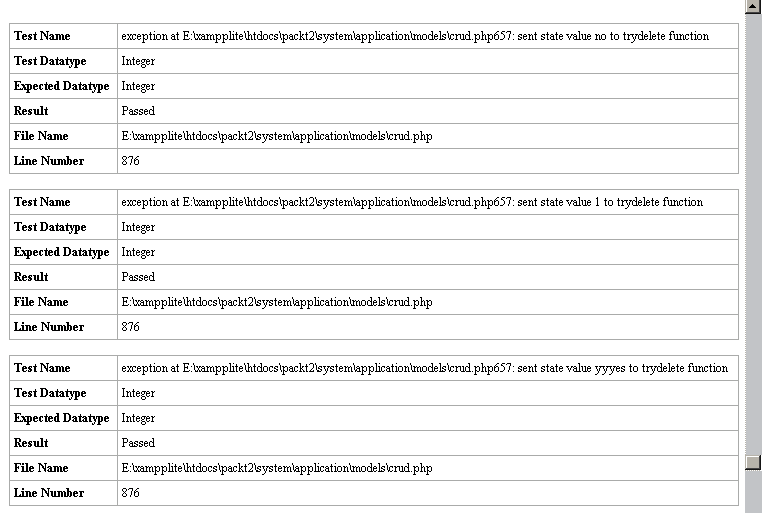 Test Name exception at E:\xampplite\htdocs\packt2\system\application\models\crud.php657: sent state value no to trydelete function
Test Datatype Integer
Expected Datatype Integer
Result Passed
File Name E:\xampplite\htdocs\packt2\system\application\models\crud.php
Line Number 876
Test Name exception at E:\xampplite\htdocs\packt2\system\application\models\crud.php657: sent state value 1 to trydelete function
Test Datatype Integer
Expected Datatype Integer
Result Passed
File Name E:\xampplite\htdocs\packt2\system\application\models\crud.php
Line Number 876
Test Name exception at E:\xampplite\htdocs\packt2\system\application\models\crud.php657: sent state value yyyes to trydelete function
Test Datatype Integer
Expected Datatype Integer
Result Passed
File Name E:\xampplite\htdocs\packt2\system\application\models\crud.php
Line Number 876